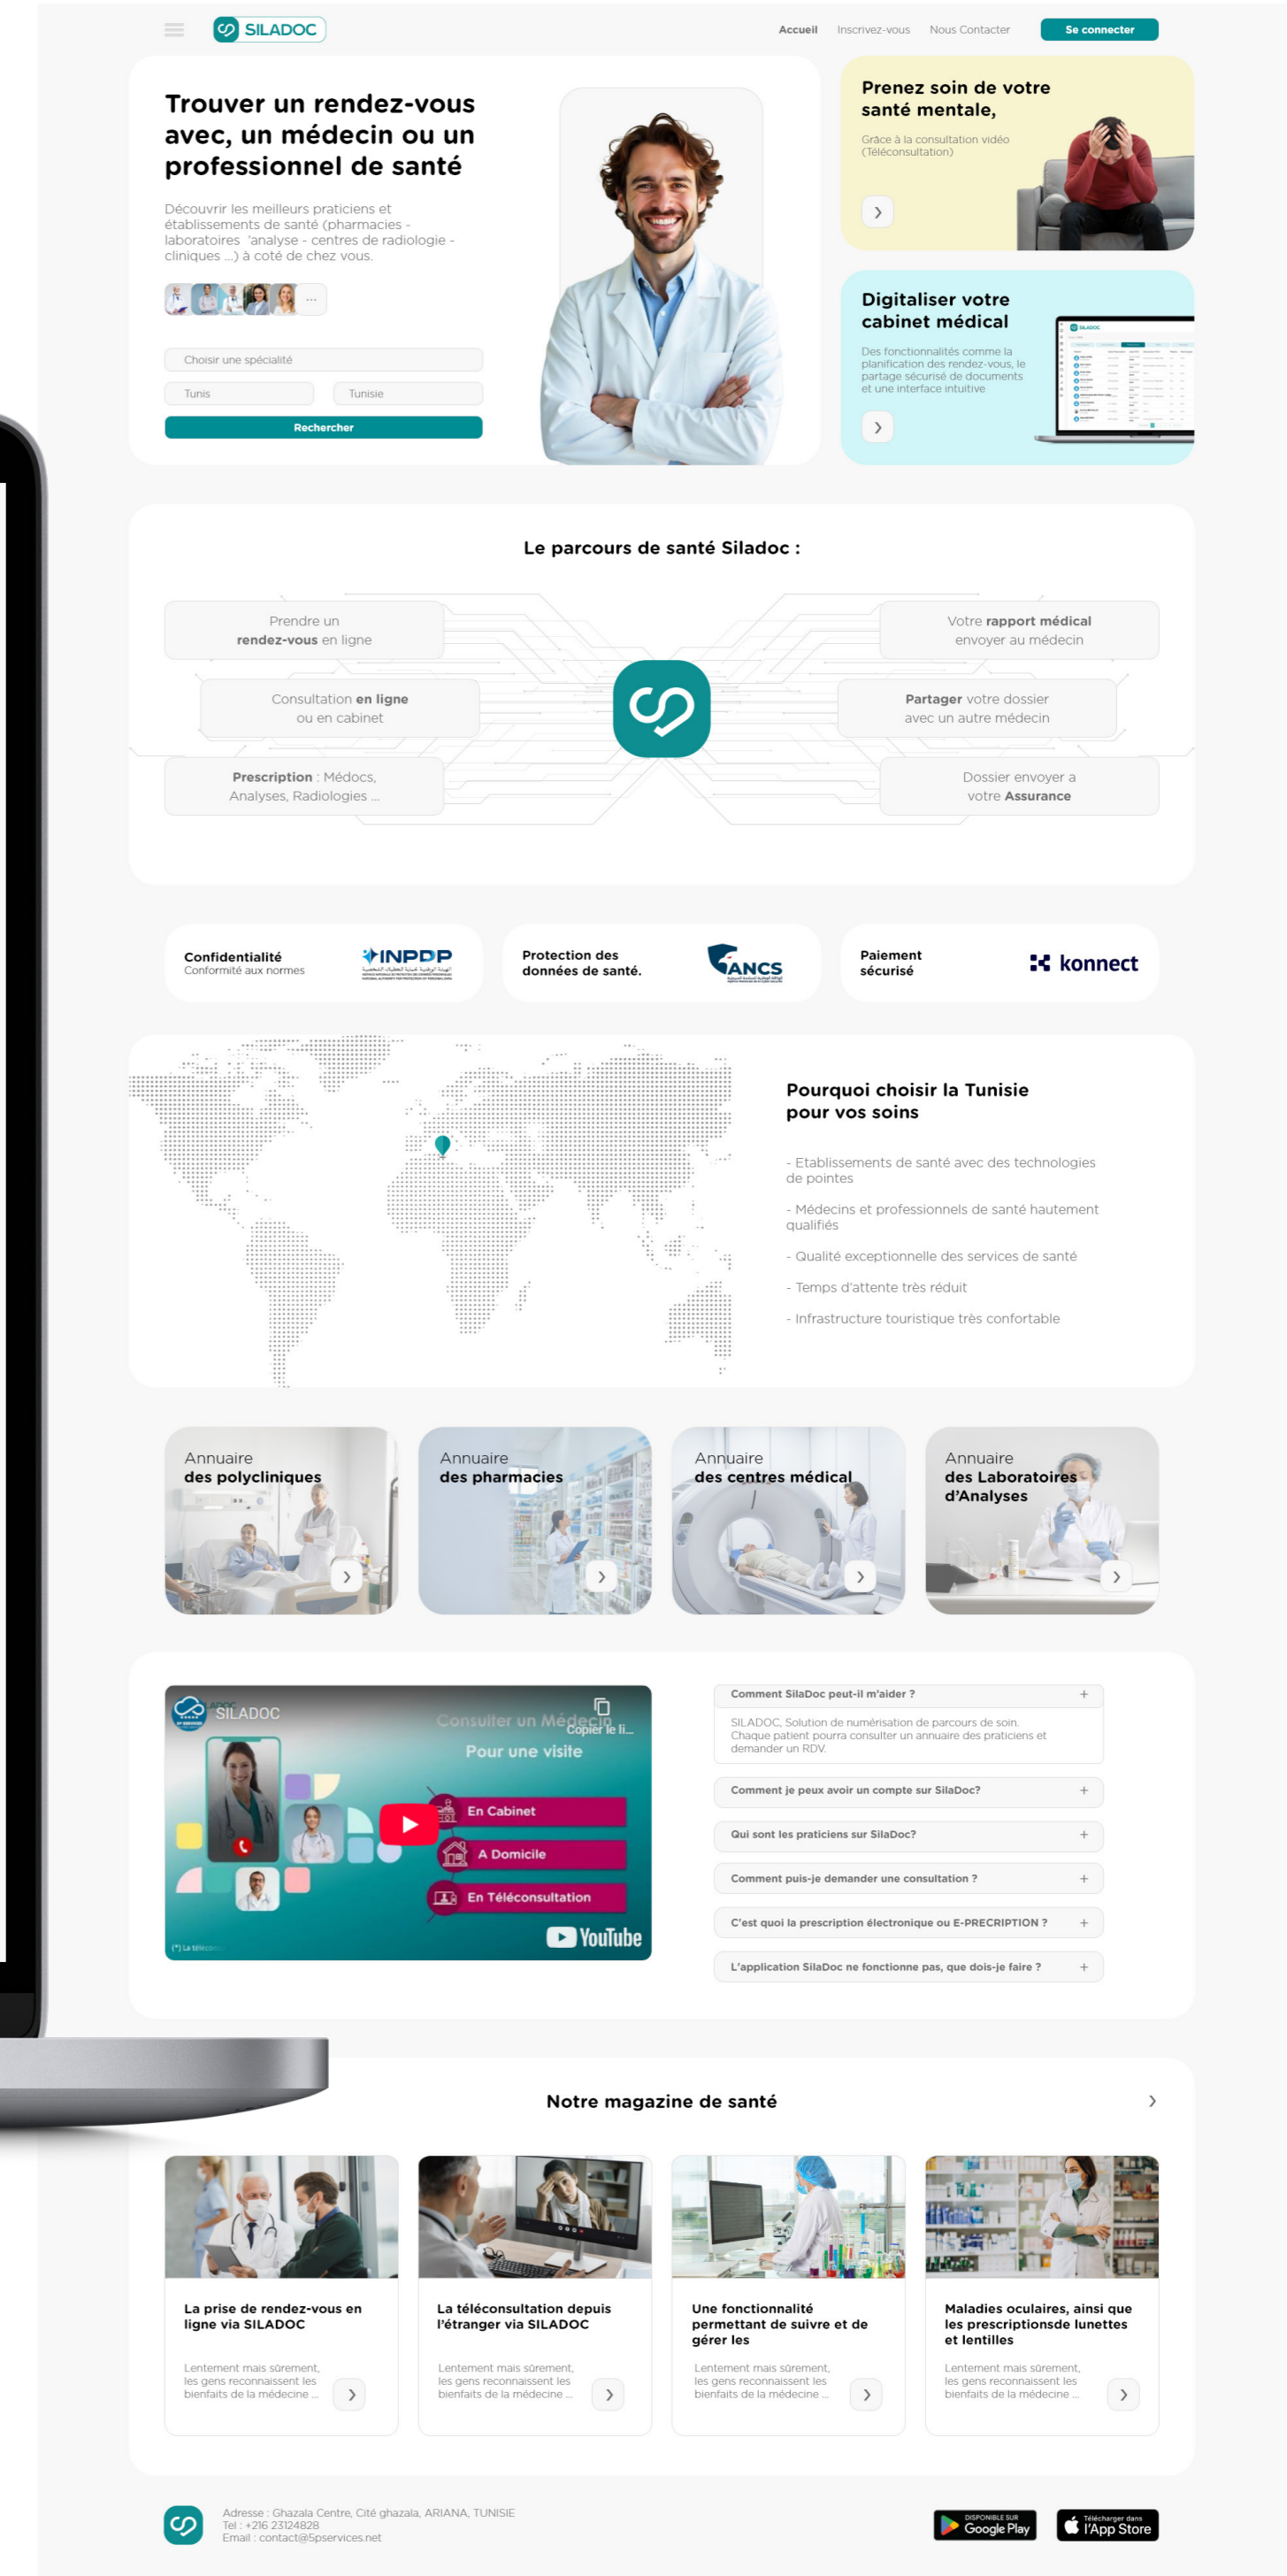 SILADOC
Accueil
Inscrivez-vous
Nous Contacter
Se connecter
Trouver un rendez-vous
avec, un médecin ou un
professionnel de santé
Découvrir les meilleurs praticiens et
établissements de santé (pharmacies -
laboratoires 'analyse - centres de radiologie -
cliniques ...) à coté de chez vous.
...
Choisir une spécialité
Tunis
Tunisie
Rechercher
Prenez soin de votre
santé mentale,
Grâce à la consultation vidéo
(Téléconsultation)
Digitaliser votre
cabinet médical
Des fonctionnalités comme la
planification des rendez-vous, le
partage sécurisé de documents
et une interface intuitive
SILADOC
Le parcours de santé Siladoc :
Prendre un
rendez-vous en ligne
Consultation en ligne
ou en cabinet
Prescription : Médocs,
Analyses, Radiologies ...
Votre rapport médical
envoyer au médecin
Partager votre dossier
avec un autre médecin
Dossier envoyer a
votre Assurance
Confidentialité
Conformité aux normes
INPDP
Protection des
données de santé.
ANCS
Paiement
sécurisé
konnect
Pourquoi choisir la Tunisie
pour vos soins
- Etablissements de santé avec des technologies
de pointes
- Médecins et professionnels de santé hautement
qualifiés
- Qualité exceptionnelle des services de santé
- Temps d'attente très réduit
- Infrastructure touristique très confortable
Annuaire
des polycliniques
Annuaire
des pharmacies
Annuaire
des centres médical
Annuaire
des Laboratoires
d'Analyses
SILADOC
Copier le li...
Consulter un Médecin
Pour une visite
En Cabinet
A Domicile
En Téléconsultation
YouTube
Comment SilaDoc peut-il m'aider ?
+
SILADOC, Solution de numérisation de parcours de soin.
Chaque patient pourra consulter un annuaire des praticiens et
demander un RDV.
Comment je peux avoir un compte sur SilaDoc?
+
Qui sont les praticiens sur SilaDoc?
+
Comment puis-je demander une consultation ?
+
C'est quoi la prescription électronique ou E-PRECRIPTION ?
+
L'application SilaDoc ne fonctionne pas, que dois-je faire ?
+
Notre magazine de santé
La prise de rendez-vous en
ligne via SILADOC
Lentement mais sûrement,
les gens reconnaissent les
bienfaits de la médecine ...
La téléconsultation depuis
l'étranger via SILADOC
Lentement mais sûrement,
les gens reconnaissent les
bienfaits de la médecine ...
Une fonctionnalité
permettant de suivre et de
gérer les
Lentement mais sûrement,
les gens reconnaissent les
bienfaits de la médecine ...
Maladies oculaires, ainsi que
les prescriptionsde lunettes
et lentilles
Lentement mais sûrement,
les gens reconnaissent les
bienfaits de la médecine ...
Adresse : Ghazala Centre, Cité ghazala, ARIANA, TUNISIE
Tel : +216 23124828
Email : contact@5pservices.net
DISPONIBLE SUR
Google Play
Télécharger dans
l'App Store